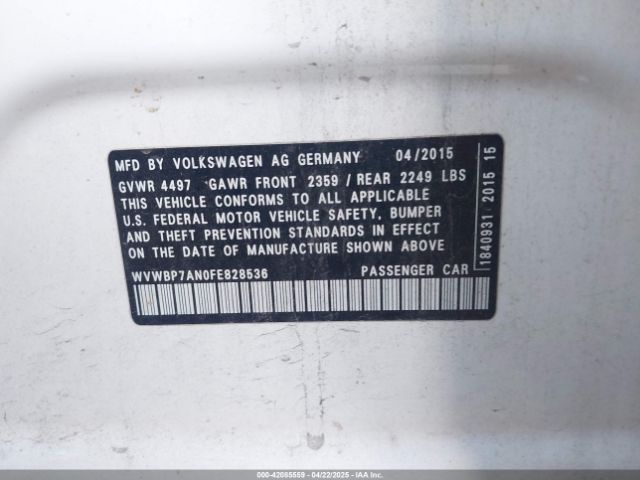 MFD BY VOLKSWAGEN AG GERMANY 04/2015
GVWR 4497 GAWR FRONT 2359 / REAR 2249 LBS
THIS VEHICLE CONFORMS TO ALL APPLICABLE
U.S. FEDERAL MOTOR VEHICLE SAFETY, BUMPER
AND THEFT PREVENTION STANDARDS IN EFFECT
ON THE DATE OF MANUFACTURE SHOWN ABOVE
WVWBP7AN0FE828536 PASSENGER CAR
1840931 2015 15
000-42085559 - 04/22/2025 - IAA Inc.